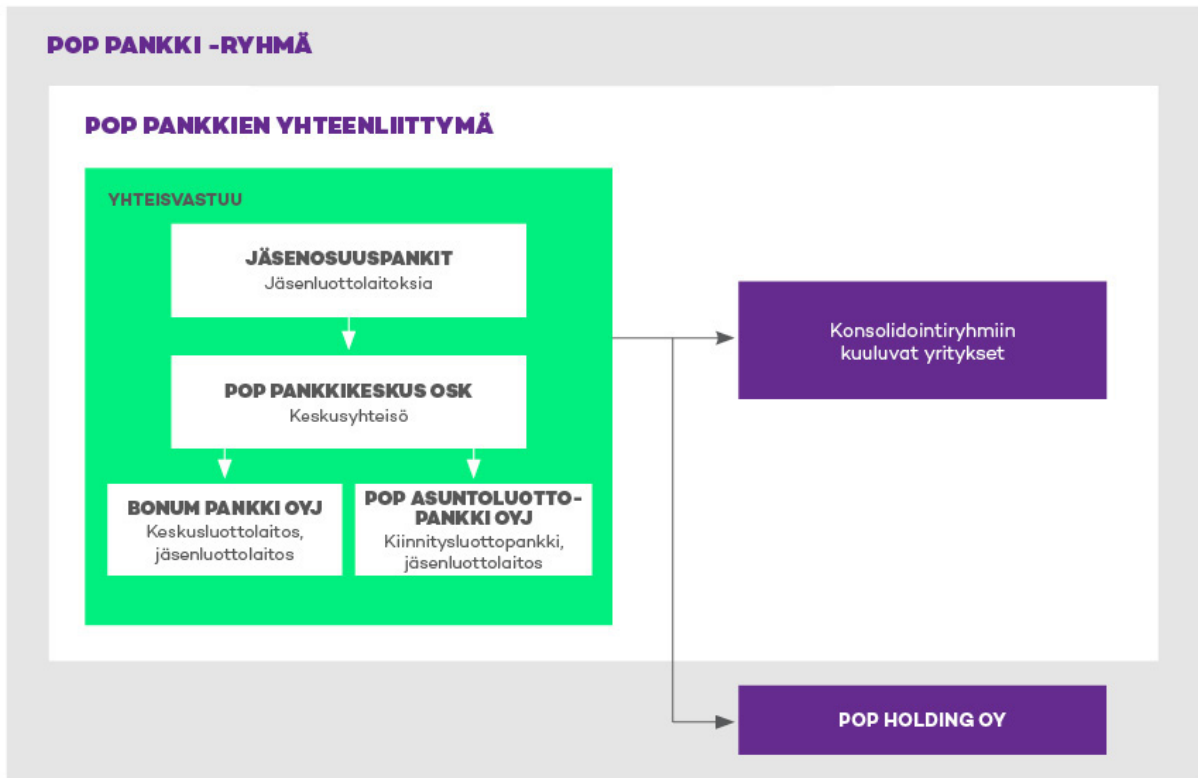 POP PANKKI -RYHMÄ
POP PANKKIEN YHTEENLIITTYMÄ
YHTEISVASTUU
JÄSENOSUUSPANKIT
Jäsenluottolaitoksia
POP PANKKIKESKUS OSK
Keskusyhteisö
BONUM PANKKI OYJ
Keskusluottolaitos,
jäsenluottolaitos
POP ASUNTOLUOTTO-
PANKKI OYJ
Kiinnitysluottopankki,
jäsenluottolaitos
Konsolidointiryhmiin
kuuluvat yritykset
POP HOLDING OY